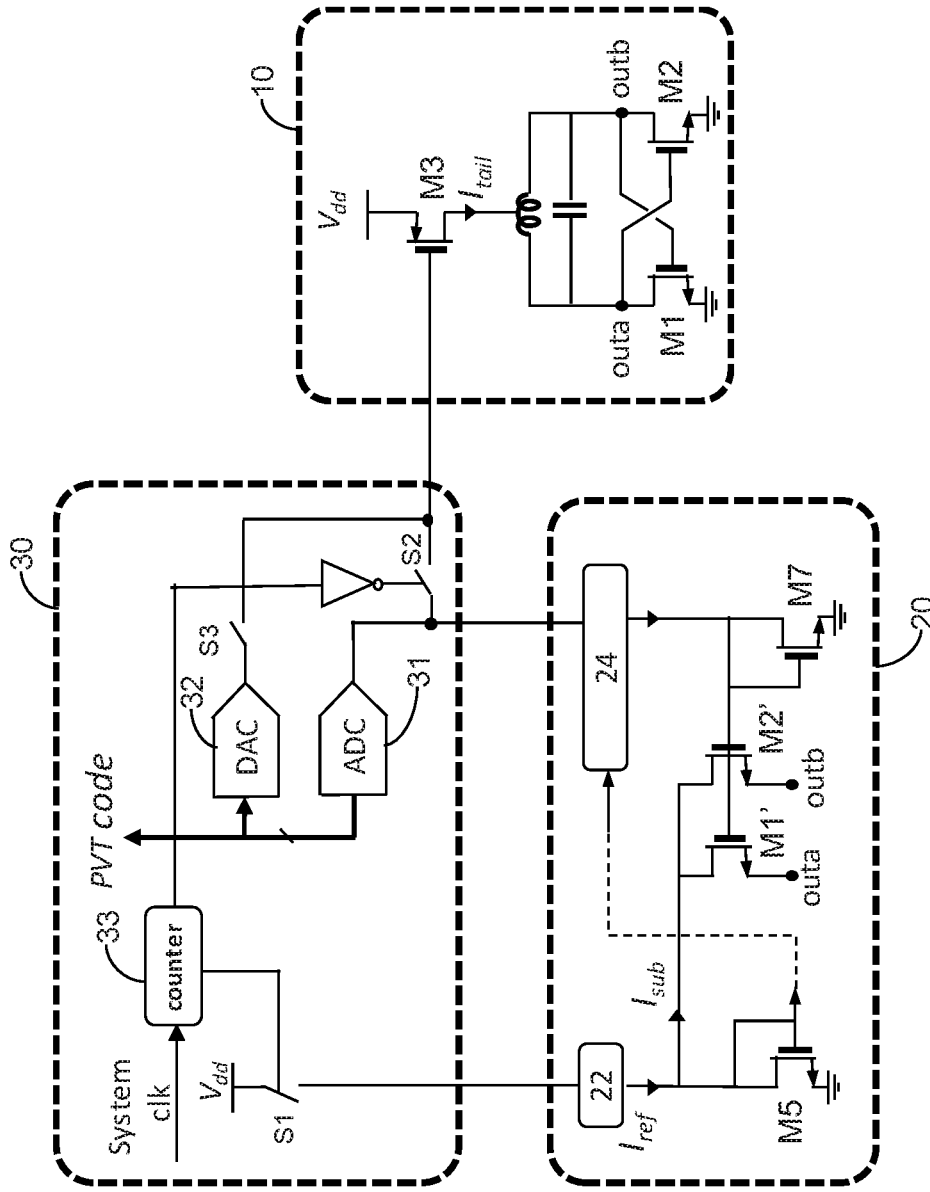 30
System
clk
33
counter
PVT code
V_dd
S1
32
DAC
S3
ADC
31
S2
10
V_dd
M3
I_tail
outa
outb
M1
M2
20
22
I_ref
I_sub
24
M5
M1’
M2’
outa
outb
M7